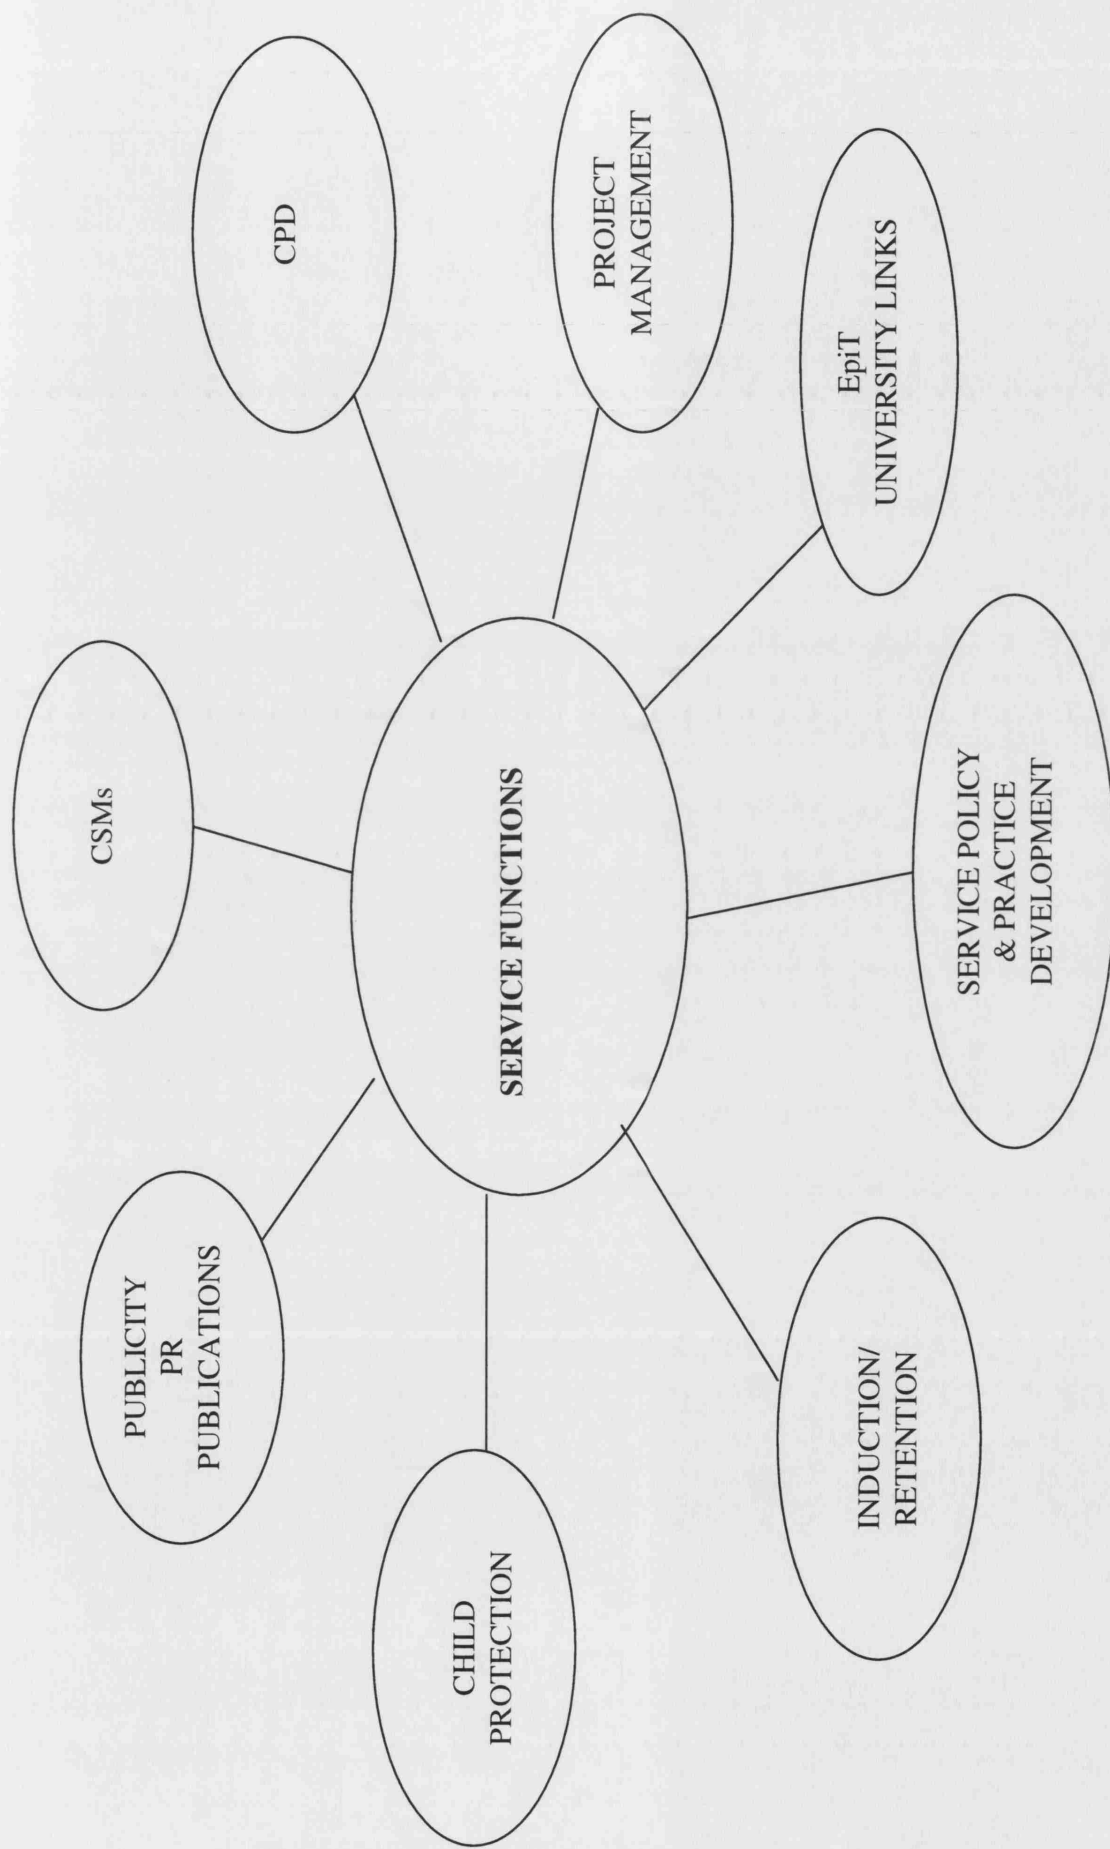 CSMs
PUBLICITY
PR
PUBLICATIONS
CPD
CHILD
PROTECTION
SERVICE FUNCTIONS
PROJECT
MANAGEMENT
INDUCTION/
RETENTION
EpiT
UNIVERSITY LINKS
SERVICE POLICY
& PRACTICE
DEVELOPMENT